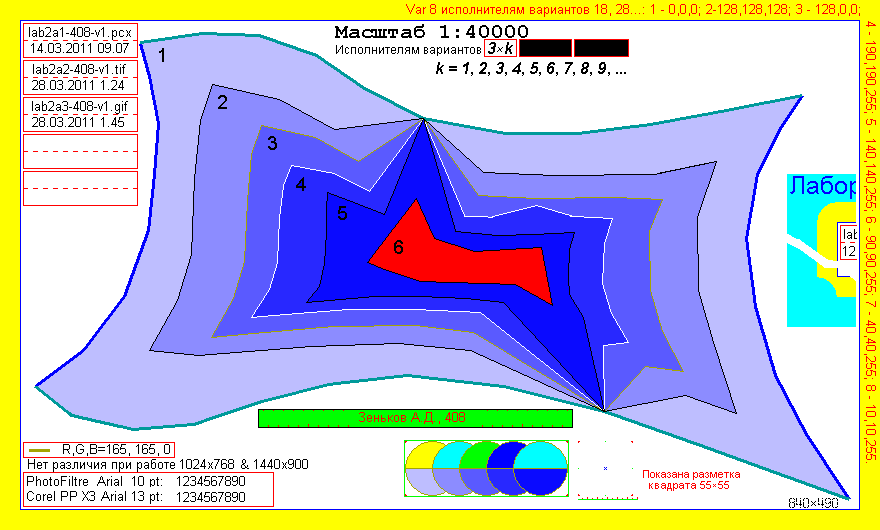 Var 8 исполнителям вариантов 18, 28...: 1 - 0,0,0; 2-128,128,128; 3 - 128,0,0;
4 - 190,190,255; 5 - 140,140,255; 6 - 90,90,255; 7 - 40,40,255; 8 - 10,10,255.
lab2a1-408-v1.pcx
14.03.2011 09.07
lab2a2-408-v1.tif
28.03.2011 1.24
lab2a3-408-v1.gif
28.03.2011 1.45
Масштаб 1:40000
Исполнителям вариантов 3×k
k = 1, 2, 3, 4, 5, 6, 7, 8, 9, ...
1
2
3
4
5
6
Лабор
lab
12
Зеньков А.Д., 408
R,G,B=165, 165, 0
Нет различия при работе 1024x768 & 1440x900
PhotoFiltre Arial 10 pt: 1234567890
Corel PP X3 Arial 13 pt: 1234567890
Показана разметка
квадрата 55×55
840×490